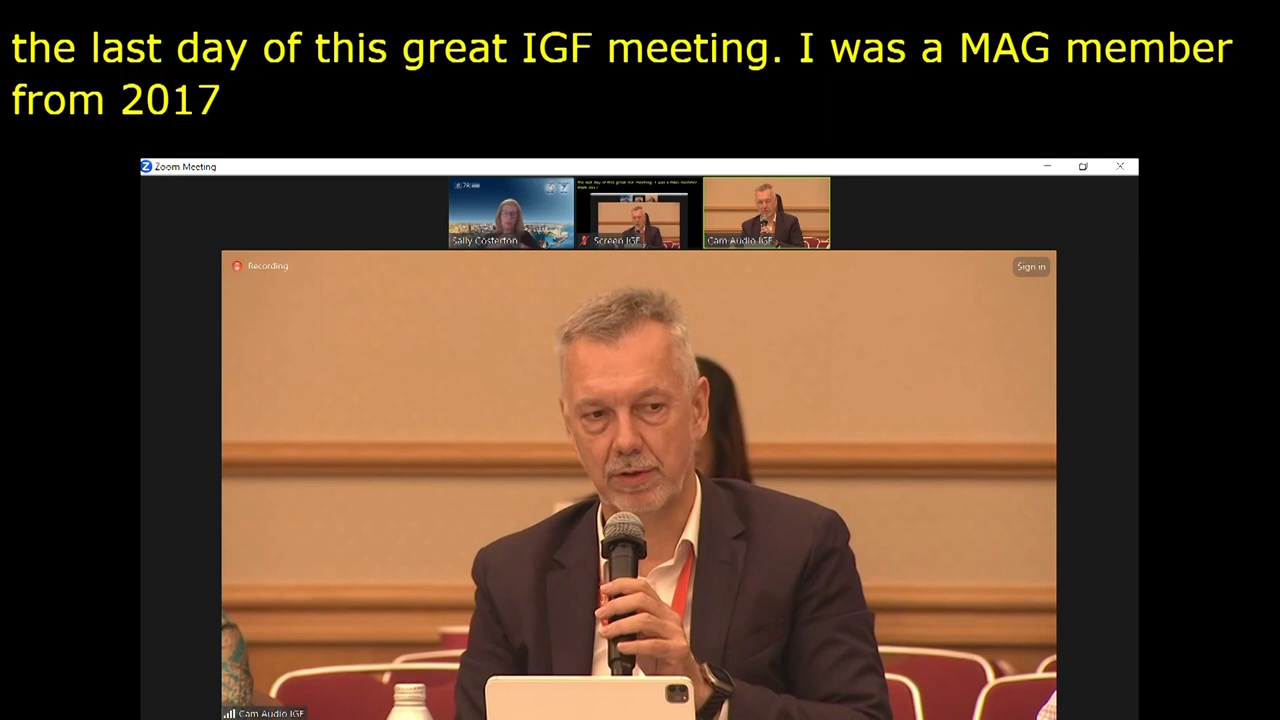 the last day of this great IGF meeting. I was a MAG member
from 2017
Zoom Meeting
Sally Costerton
Screen IGF
Cam Audio IGF
Recording
Sign in
Cam Audio IGF